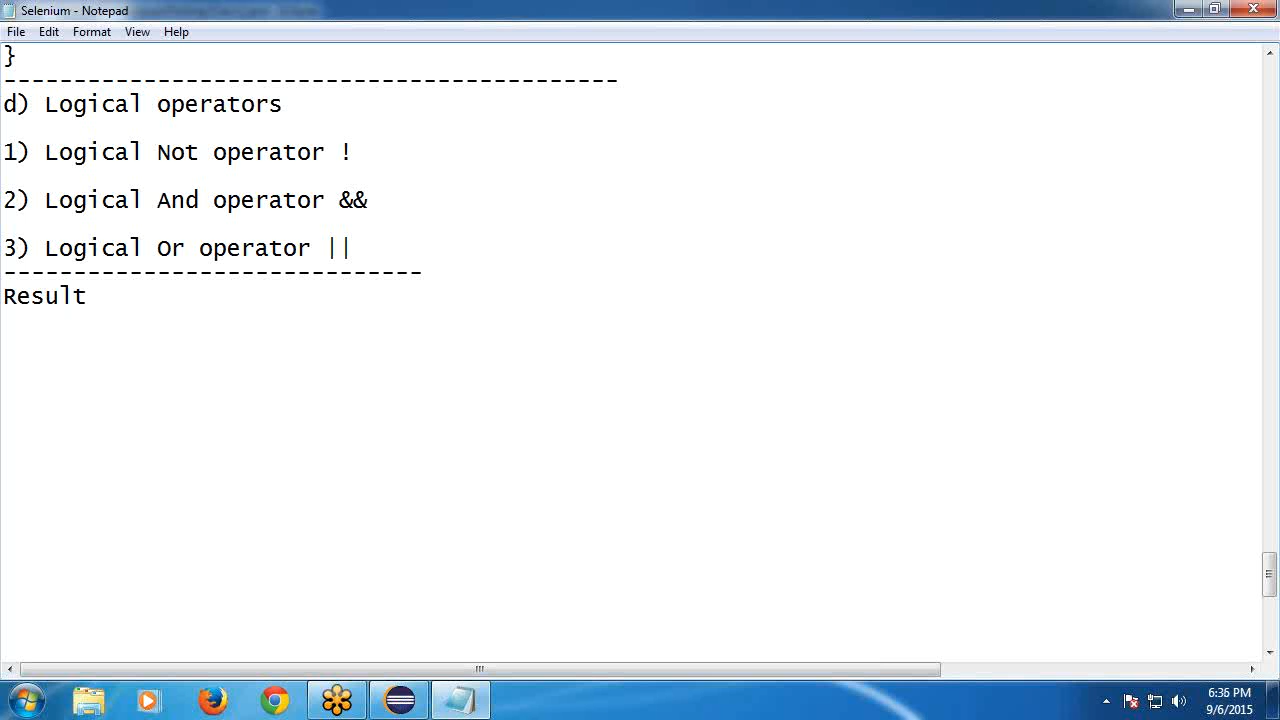 Selenium - Notepad
File Edit Format View Help
}
--------------------------------------------
d) Logical operators
1) Logical Not operator !
2) Logical And operator &&
3) Logical Or operator ||
------------------------------
Result
6:36 PM
9/6/2015